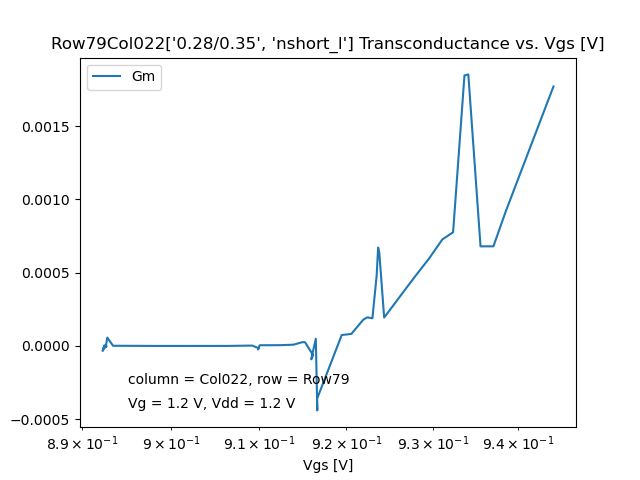 Row79Col022['0.28/0.35', 'nshort_l'] Transconductance vs. Vgs [V]
Gm
0.0015
0.0010
0.0005
0.0000
−0.0005
column = Col022, row = Row79
Vg = 1.2 V, Vdd = 1.2 V
8.9 × 10⁻¹ 9 × 10⁻¹ 9.1 × 10⁻¹ 9.2 × 10⁻¹ 9.3 × 10⁻¹ 9.4 × 10⁻¹
Vgs [V]